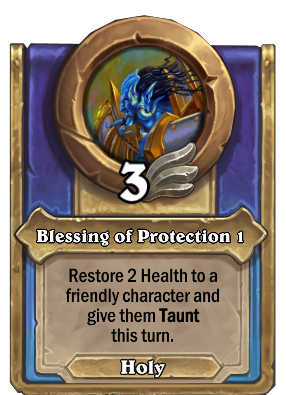 3
Blessing of Protection 1
Restore 2 Health to a
friendly character and
give them Taunt
this turn.
Holy